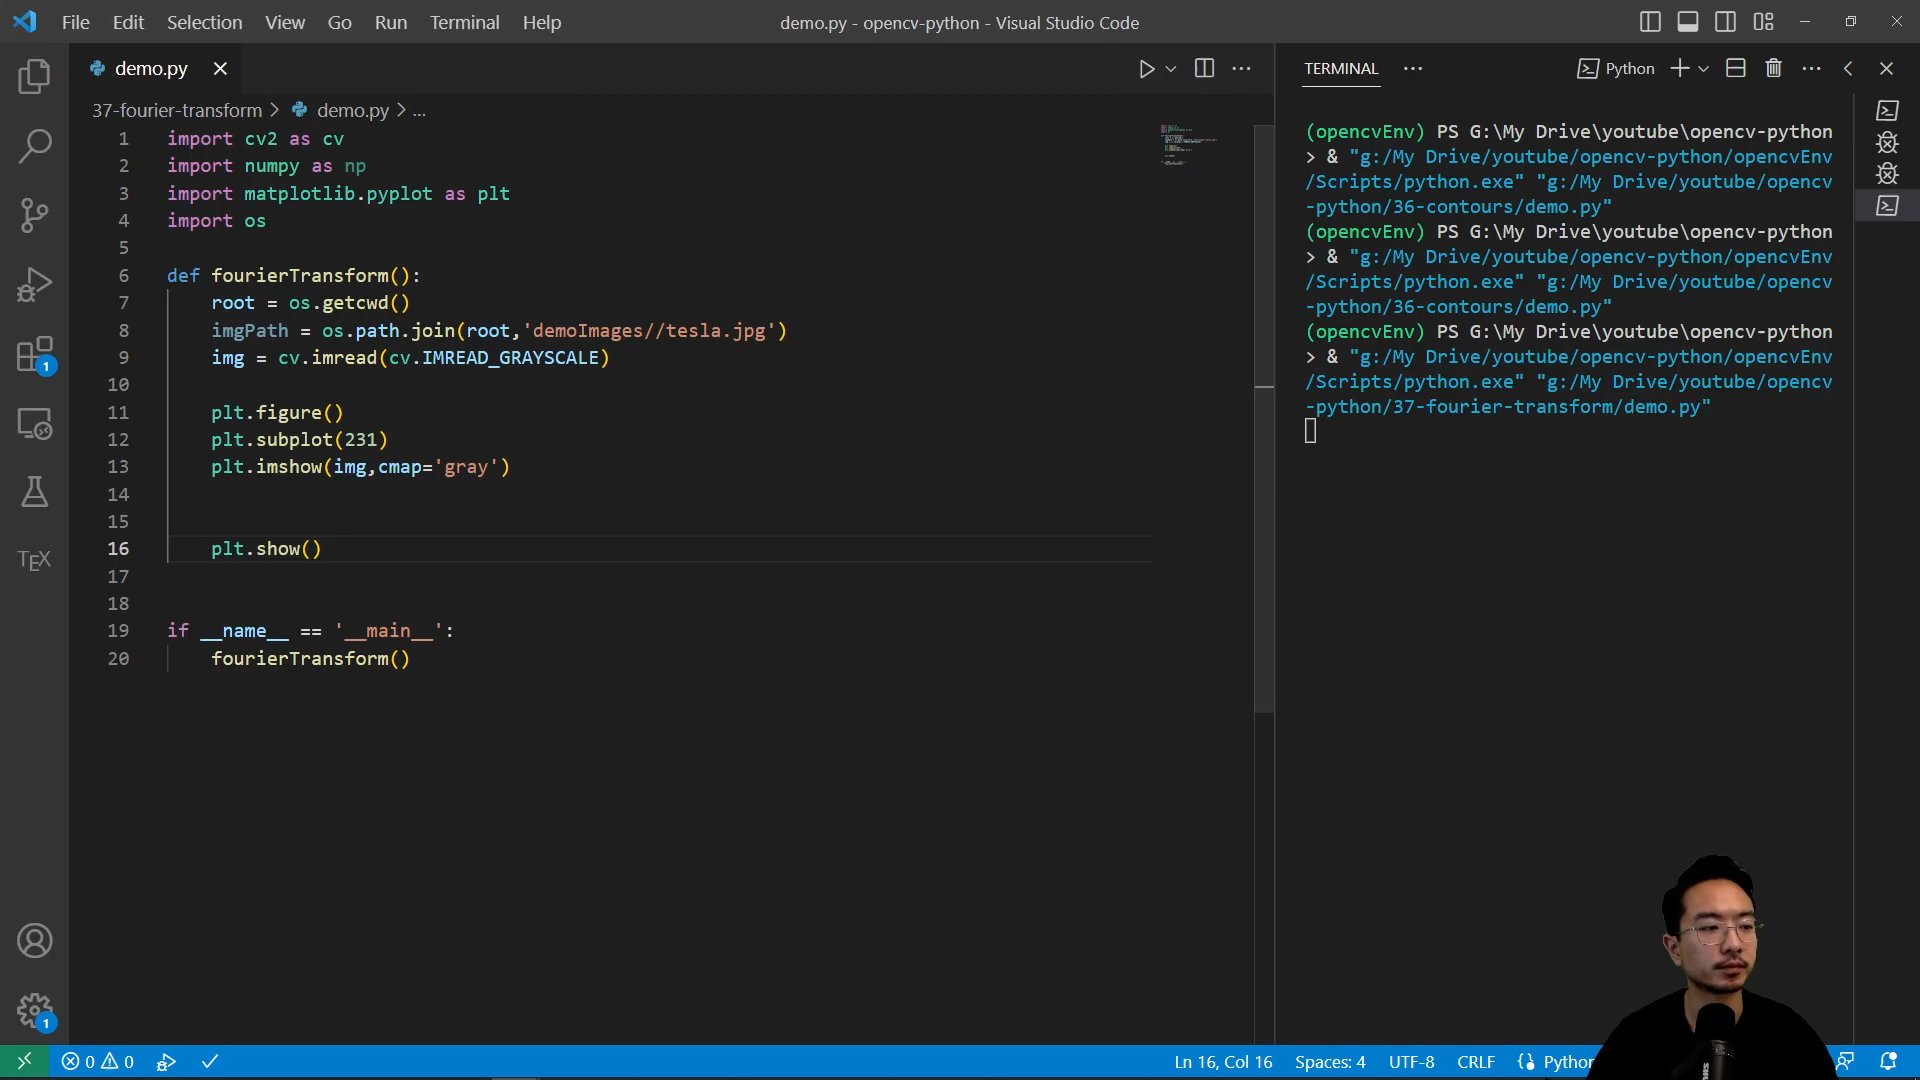 File Edit Selection View Go Run Terminal Help
demo.py - opencv-python - Visual Studio Code
demo.py
37-fourier-transform > demo.py > ...
1 import cv2 as cv
2 import numpy as np
3 import matplotlib.pyplot as plt
4 import os
5
6 def fourierTransform():
7 root = os.getcwd()
8 imgPath = os.path.join(root,'demoImages//tesla.jpg')
9 img = cv.imread(cv.IMREAD_GRAYSCALE)
10
11 plt.figure()
12 plt.subplot(231)
13 plt.imshow(img,cmap='gray')
14
15
16 plt.show()
17
18
19 if __name__ == '__main__':
20 fourierTransform()
TERMINAL
Python
(opencvEnv) PS G:\My Drive\youtube\opencv-python
> & "g:/My Drive/youtube/opencv-python/opencvEnv
/Scripts/python.exe" "g:/My Drive/youtube/opencv
-python/36-contours/demo.py"
(opencvEnv) PS G:\My Drive\youtube\opencv-python
> & "g:/My Drive/youtube/opencv-python/opencvEnv
/Scripts/python.exe" "g:/My Drive/youtube/opencv
-python/36-contours/demo.py"
(opencvEnv) PS G:\My Drive\youtube\opencv-python
> & "g:/My Drive/youtube/opencv-python/opencvEnv
/Scripts/python.exe" "g:/My Drive/youtube/opencv
-python/37-fourier-transform/demo.py"
1
TEX
1
0 0
Ln 16, Col 16 Spaces: 4 UTF-8 CRLF Python